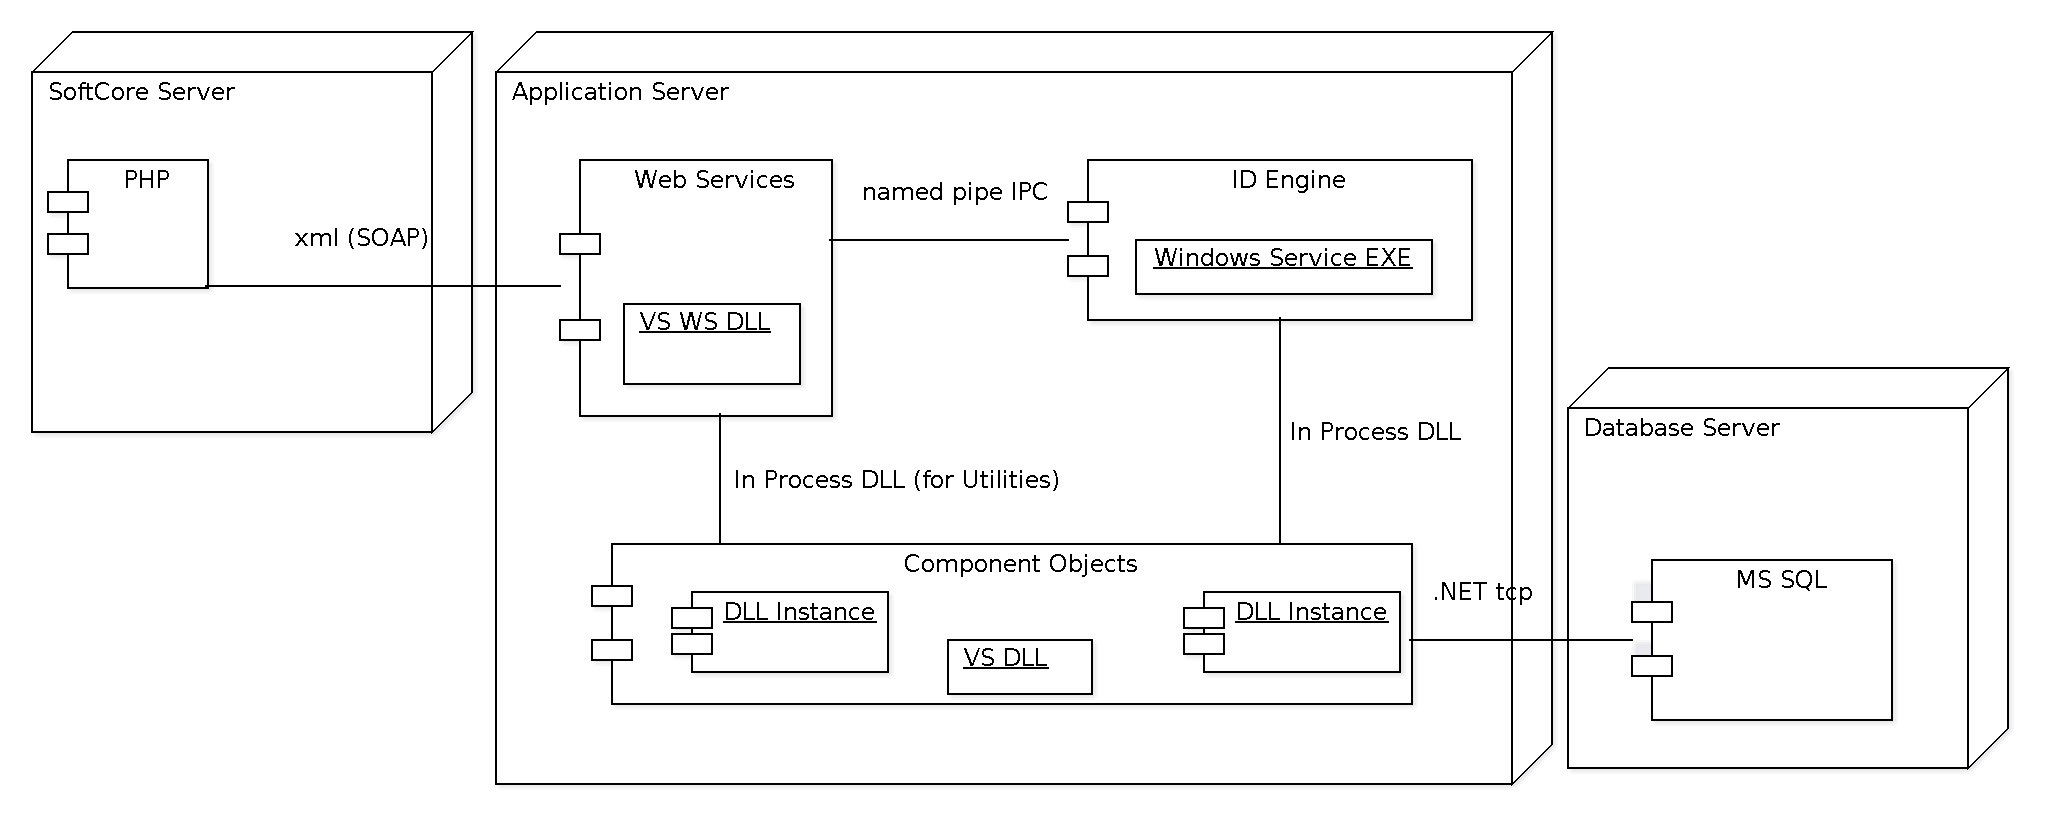 SoftCore Server
PHP
xml (SOAP)
Application Server
Web Services
VS WS DLL
named pipe IPC
ID Engine
Windows Service EXE
In Process DLL (for Utilities)
In Process DLL
Component Objects
DLL Instance
VS DLL
DLL Instance
.NET tcp
Database Server
MS SQL